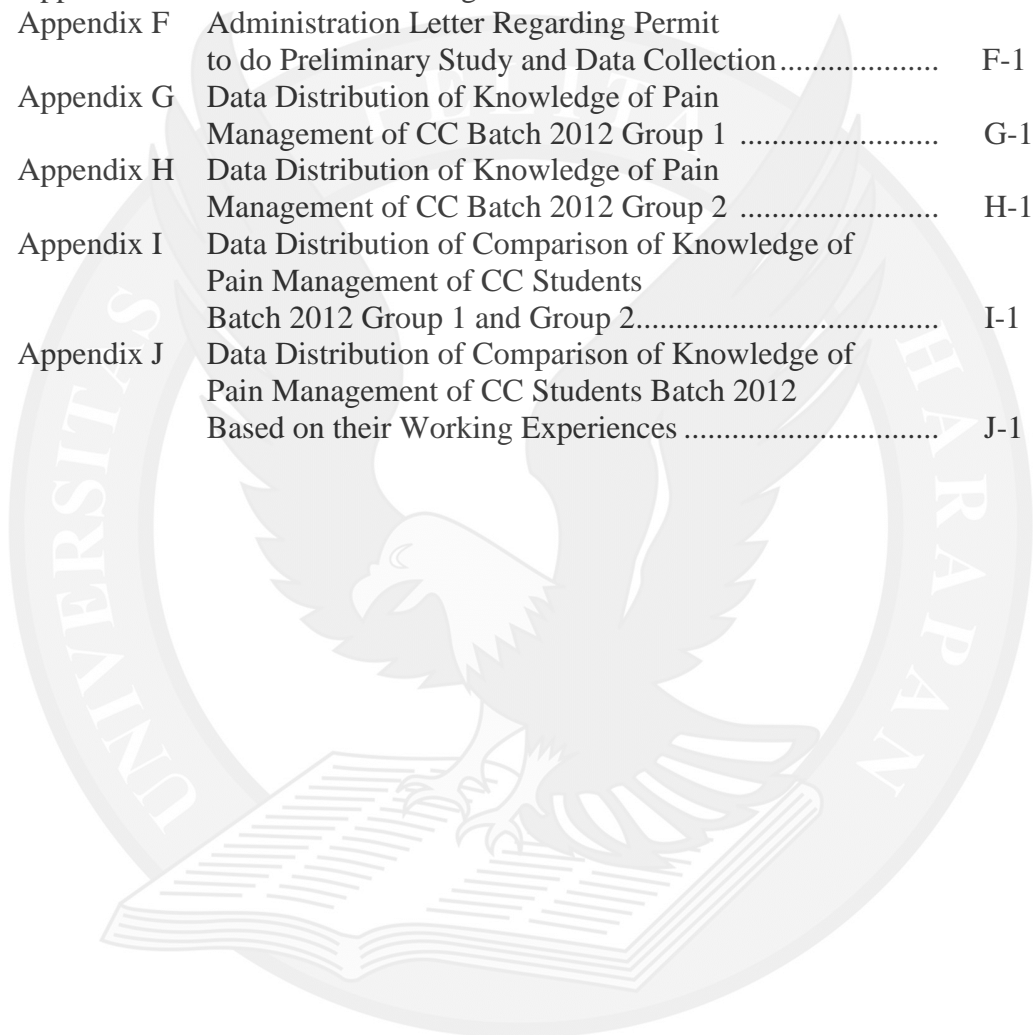 Appendix F Administration Letter Regarding Permit
to do Preliminary Study and Data Collection................... F-1
Appendix G Data Distribution of Knowledge of Pain
Management of CC Batch 2012 Group 1 ........................ G-1
Appendix H Data Distribution of Knowledge of Pain
Management of CC Batch 2012 Group 2 ........................ H-1
Appendix I Data Distribution of Comparison of Knowledge of
Pain Management of CC Students
Batch 2012 Group 1 and Group 2.................................... I-1
Appendix J Data Distribution of Comparison of Knowledge of
Pain Management of CC Students Batch 2012
Based on their Working Experiences .............................. J-1
UNIVERSITAS PELITA HARAPAN